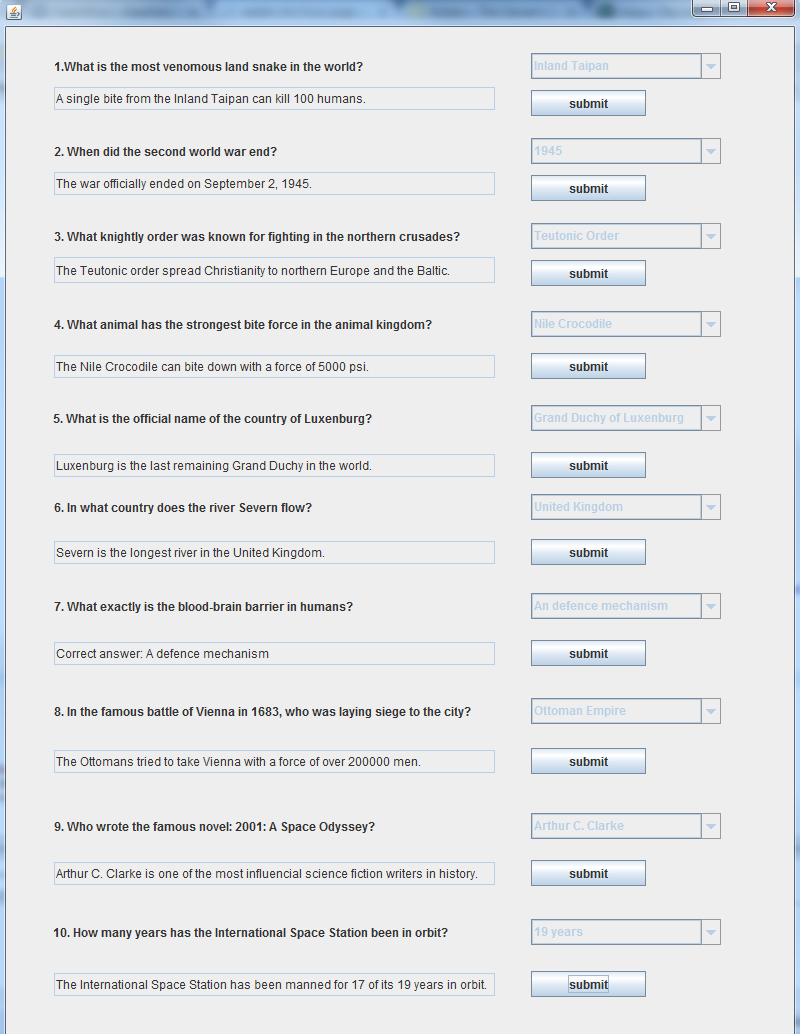 1.What is the most venomous land snake in the world?
Inland Taipan
A single bite from the Inland Taipan can kill 100 humans.
submit
2. When did the second world war end?
1945
The war officially ended on September 2, 1945.
submit
3. What knightly order was known for fighting in the northern crusades?
Teutonic Order
The Teutonic order spread Christianity to northern Europe and the Baltic.
submit
4. What animal has the strongest bite force in the animal kingdom?
Nile Crocodile
The Nile Crocodile can bite down with a force of 5000 psi.
submit
5. What is the official name of the country of Luxenburg?
Grand Duchy of Luxenburg
Luxenburg is the last remaining Grand Duchy in the world.
submit
6. In what country does the river Severn flow?
United Kingdom
Severn is the longest river in the United Kingdom.
submit
7. What exactly is the blood-brain barrier in humans?
An defence mechanism
Correct answer: A defence mechanism
submit
8. In the famous battle of Vienna in 1683, who was laying siege to the city?
Ottoman Empire
The Ottomans tried to take Vienna with a force of over 200000 men.
submit
9. Who wrote the famous novel: 2001: A Space Odyssey?
Arthur C. Clarke
Arthur C. Clarke is one of the most influencial science fiction writers in history.
submit
10. How many years has the International Space Station been in orbit?
19 years
The International Space Station has been manned for 17 of its 19 years in orbit.
submit